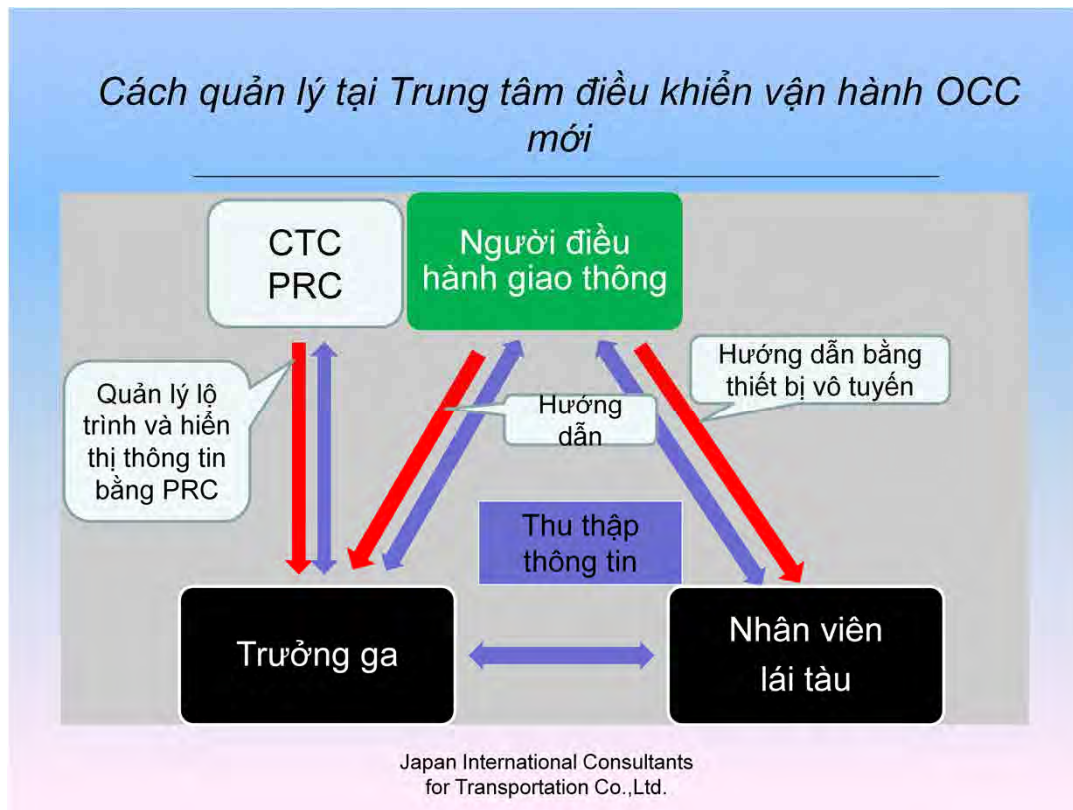 Cách quản lý tại Trung tâm điều khiển vận hành OCC
mới
CTC
PRC
Người điều
hành giao thông
Quản lý lộ
trình và hiển
thị thông tin
bằng PRC
Hướng
dẫn
Hướng dẫn bằng
thiết bị vô tuyến
Thu thập
thông tin
Trưởng ga
Nhân viên
lái tàu
Japan International Consultants
for Transportation Co.,Ltd.